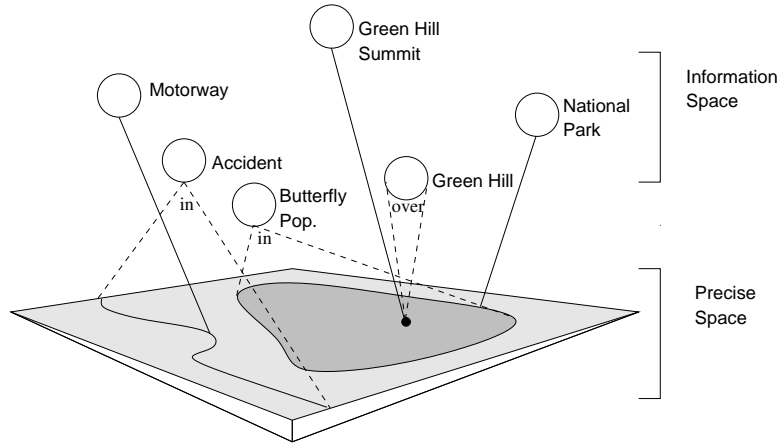 Green Hill
Summit
Information
Space
Motorway
National
Park
Accident
Green Hill
in
Butterfly
Pop.
over
in
Precise
Space